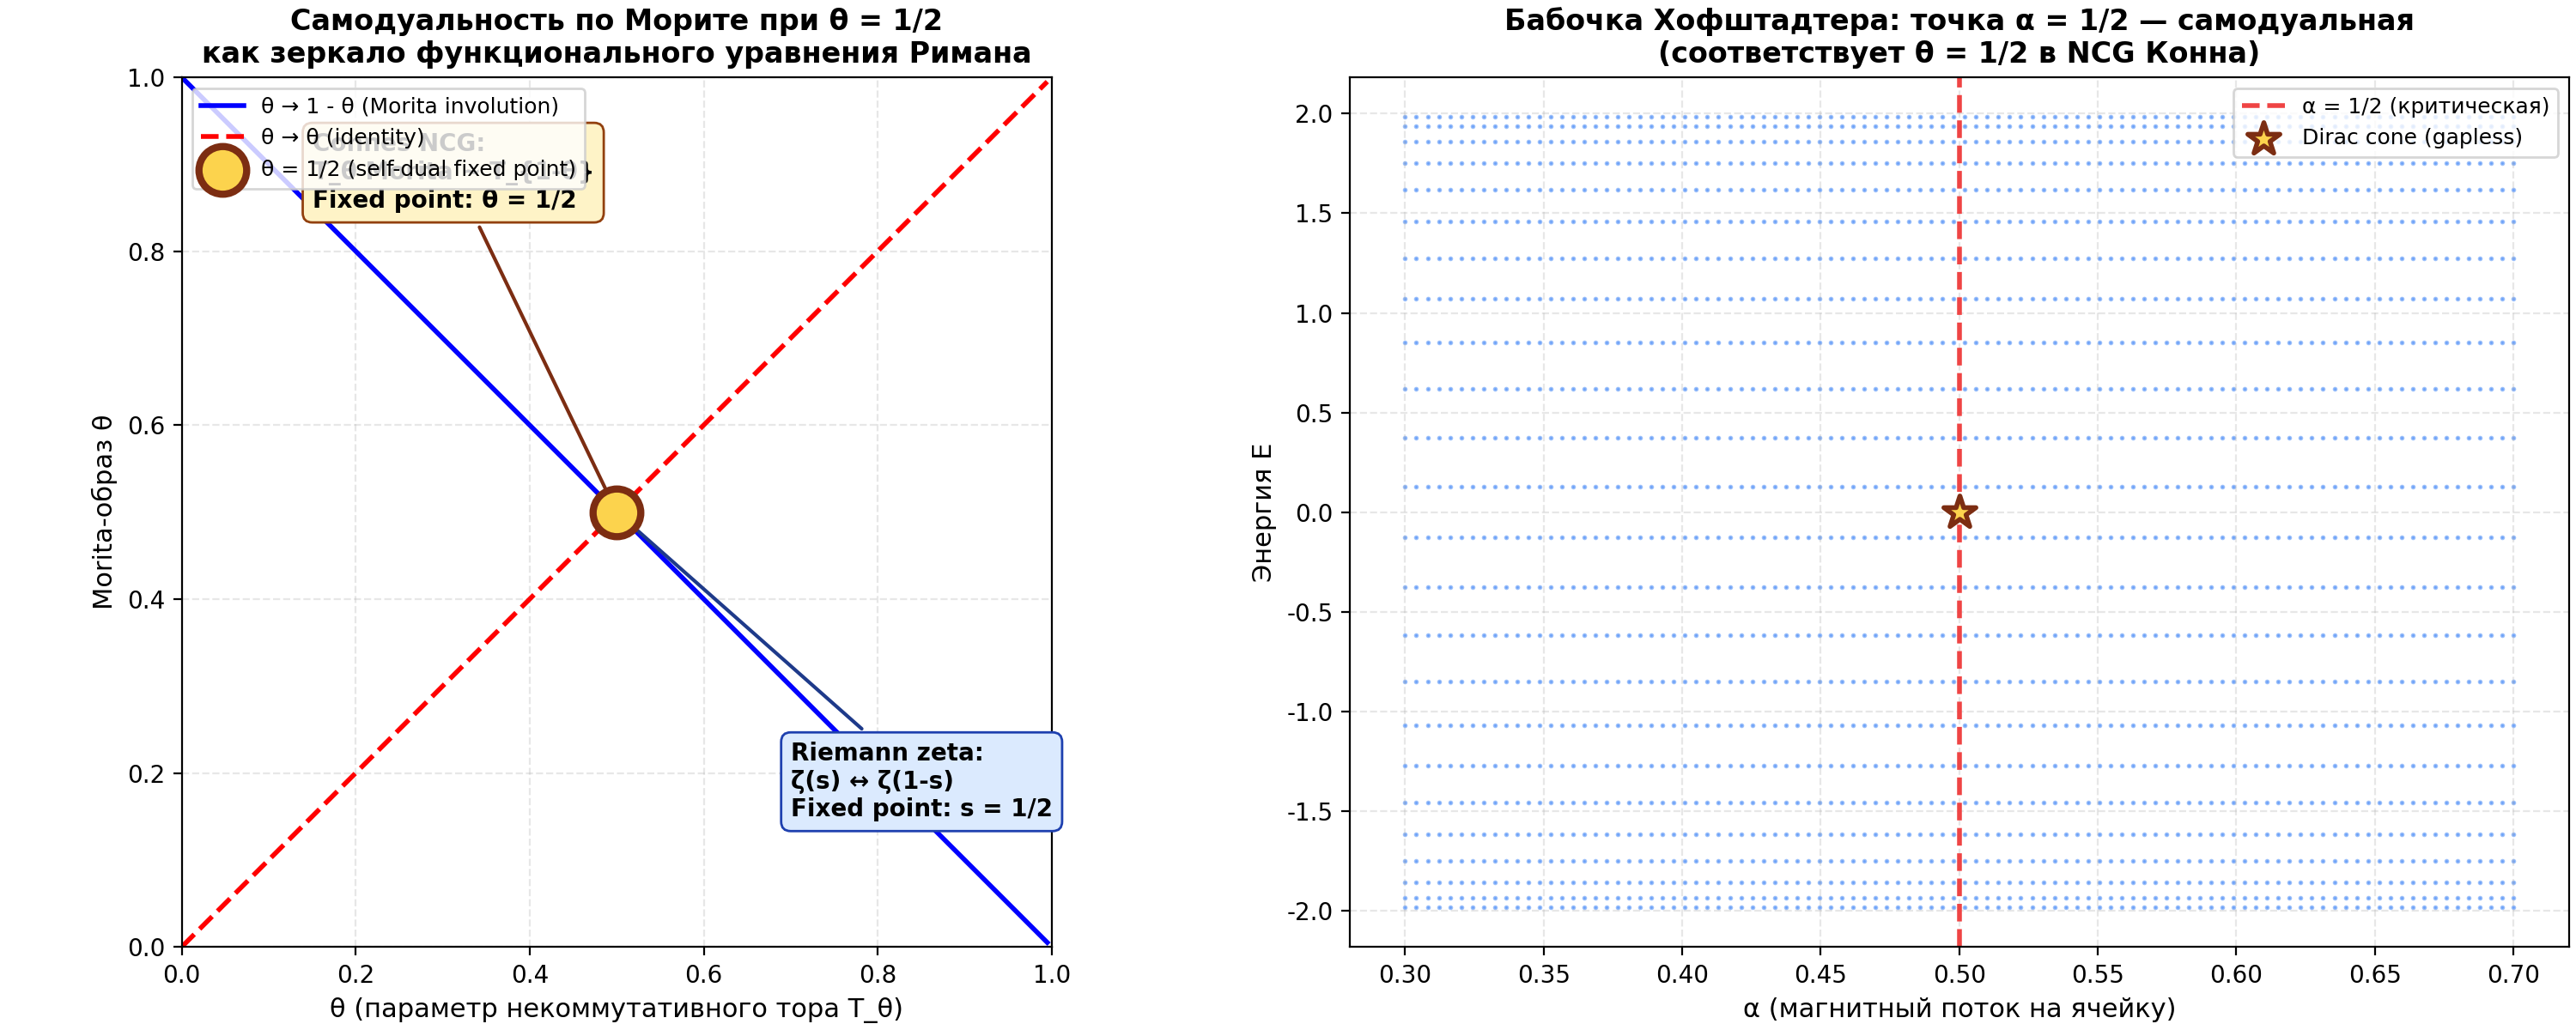 Самодуальность по Морите при θ = 1/2
как зеркало функционального уравнения Римана
θ → 1 - θ (Morita involution)
θ → θ (identity)
θ = 1/2 (self-dual fixed point)
Connes NCG:
Fixed point: θ = 1/2
Riemann zeta:
ζ(s) ↔ ζ(1-s)
Fixed point: s = 1/2
Morita-образ θ
1.0
0.8
0.6
0.4
0.2
0.0
0.0 0.2 0.4 0.6 0.8 1.0
θ (параметр некоммутативного тора T_θ)
Бабочка Хофштадтера: точка α = 1/2 — самодуальная
(соответствует θ = 1/2 в NCG Конна)
α = 1/2 (критическая)
Dirac cone (gapless)
Энергия E
2.0
1.5
1.0
0.5
0.0
-0.5
-1.0
-1.5
-2.0
0.30 0.35 0.40 0.45 0.50 0.55 0.60 0.65 0.70
α (магнитный поток на ячейку)